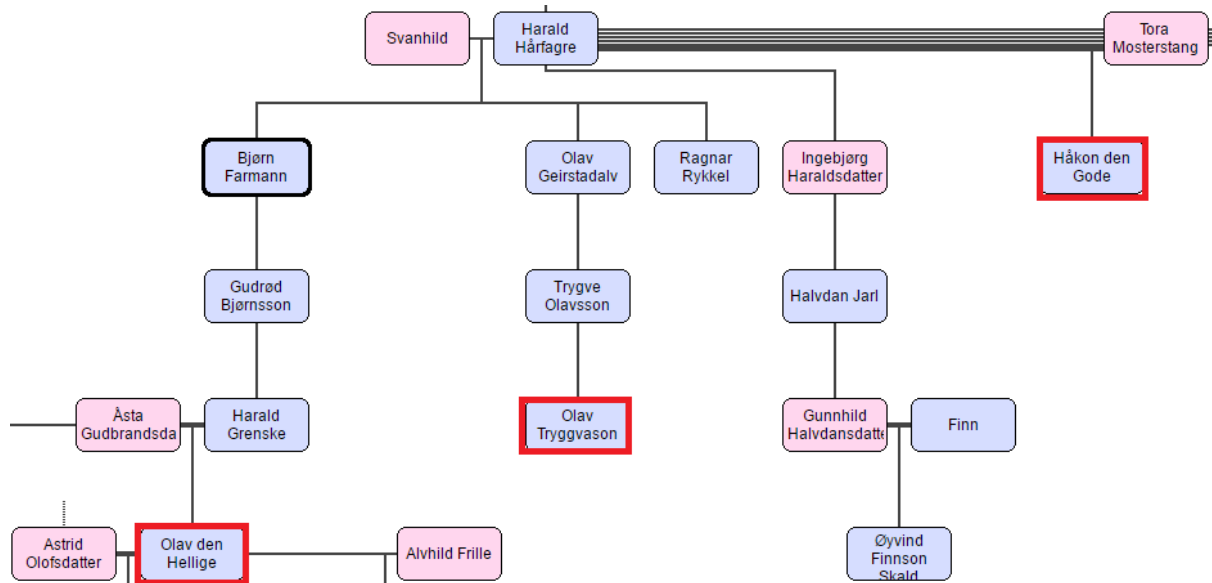 Svanhild
Harald
Hårfagre
Tora
Mosterstang
Bjørn
Farmann
Olav
Geirstadalv
Ragnar
Rykkel
Ingebjørg
Haraldsdatter
Håkon den
Gode
Gudrød
Bjørnsson
Trygve
Olavsson
Halvdan Jarl
Åsta
Gudbrandsda
Harald
Grenske
Olav
Tryggvason
Gunnhild
Halvdansdatte
Finn
Astrid
Olofsdatter
Olav den
Hellige
Alvhild Frille
Øyvind
Finnson
Skald